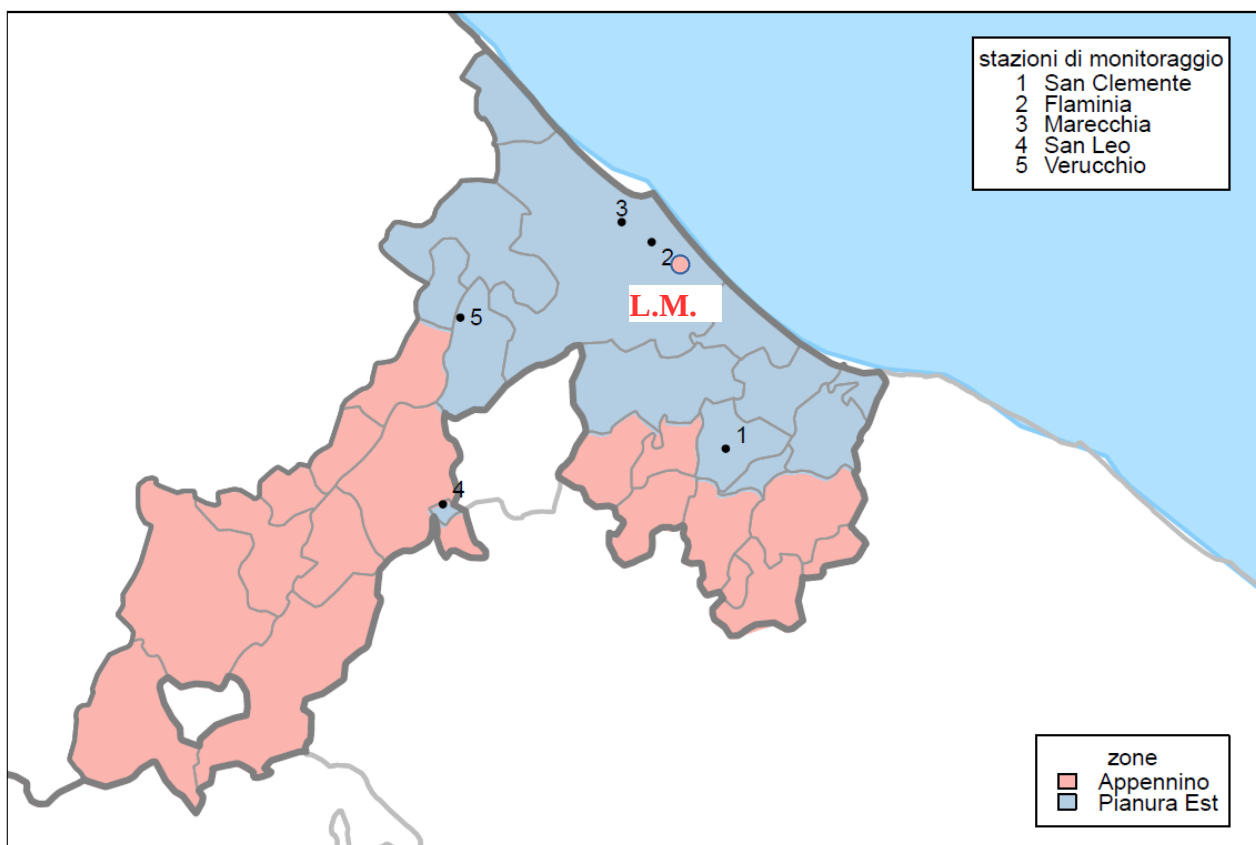 stazioni di monitoraggio
1 San Clemente
2 Flaminia
3 Marecchia
4 San Leo
5 Verucchio
3
2
L.M.
5
1
4
zone
Appennino
Pianura Est